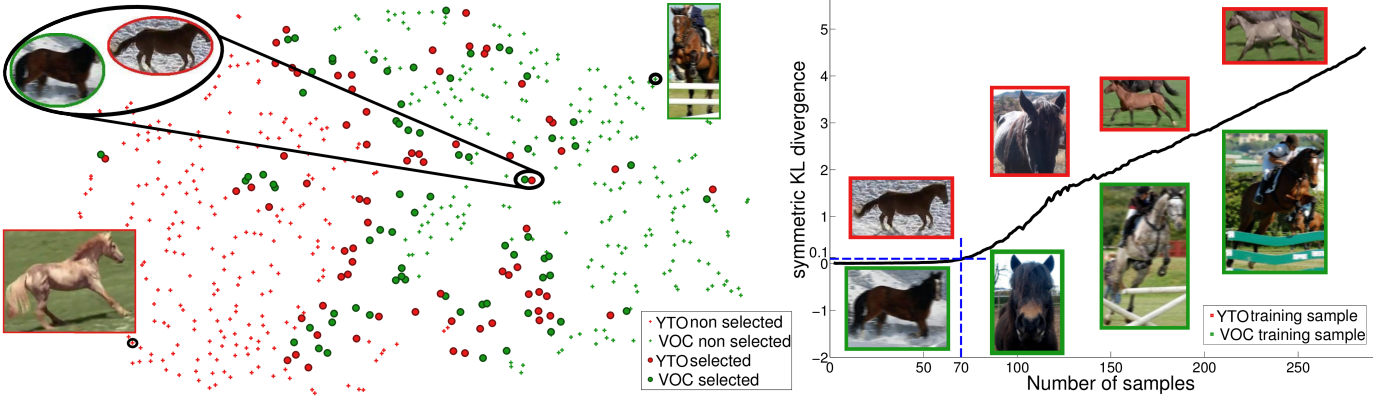 YTO non selected
VOC non selected
YTO selected
VOC selected
symmetric KL divergence
5
4
3
2
1
0.1
0
−1
−2
0
50
70
100
150
200
250
Number of samples
YTO training sample
VOC training sample